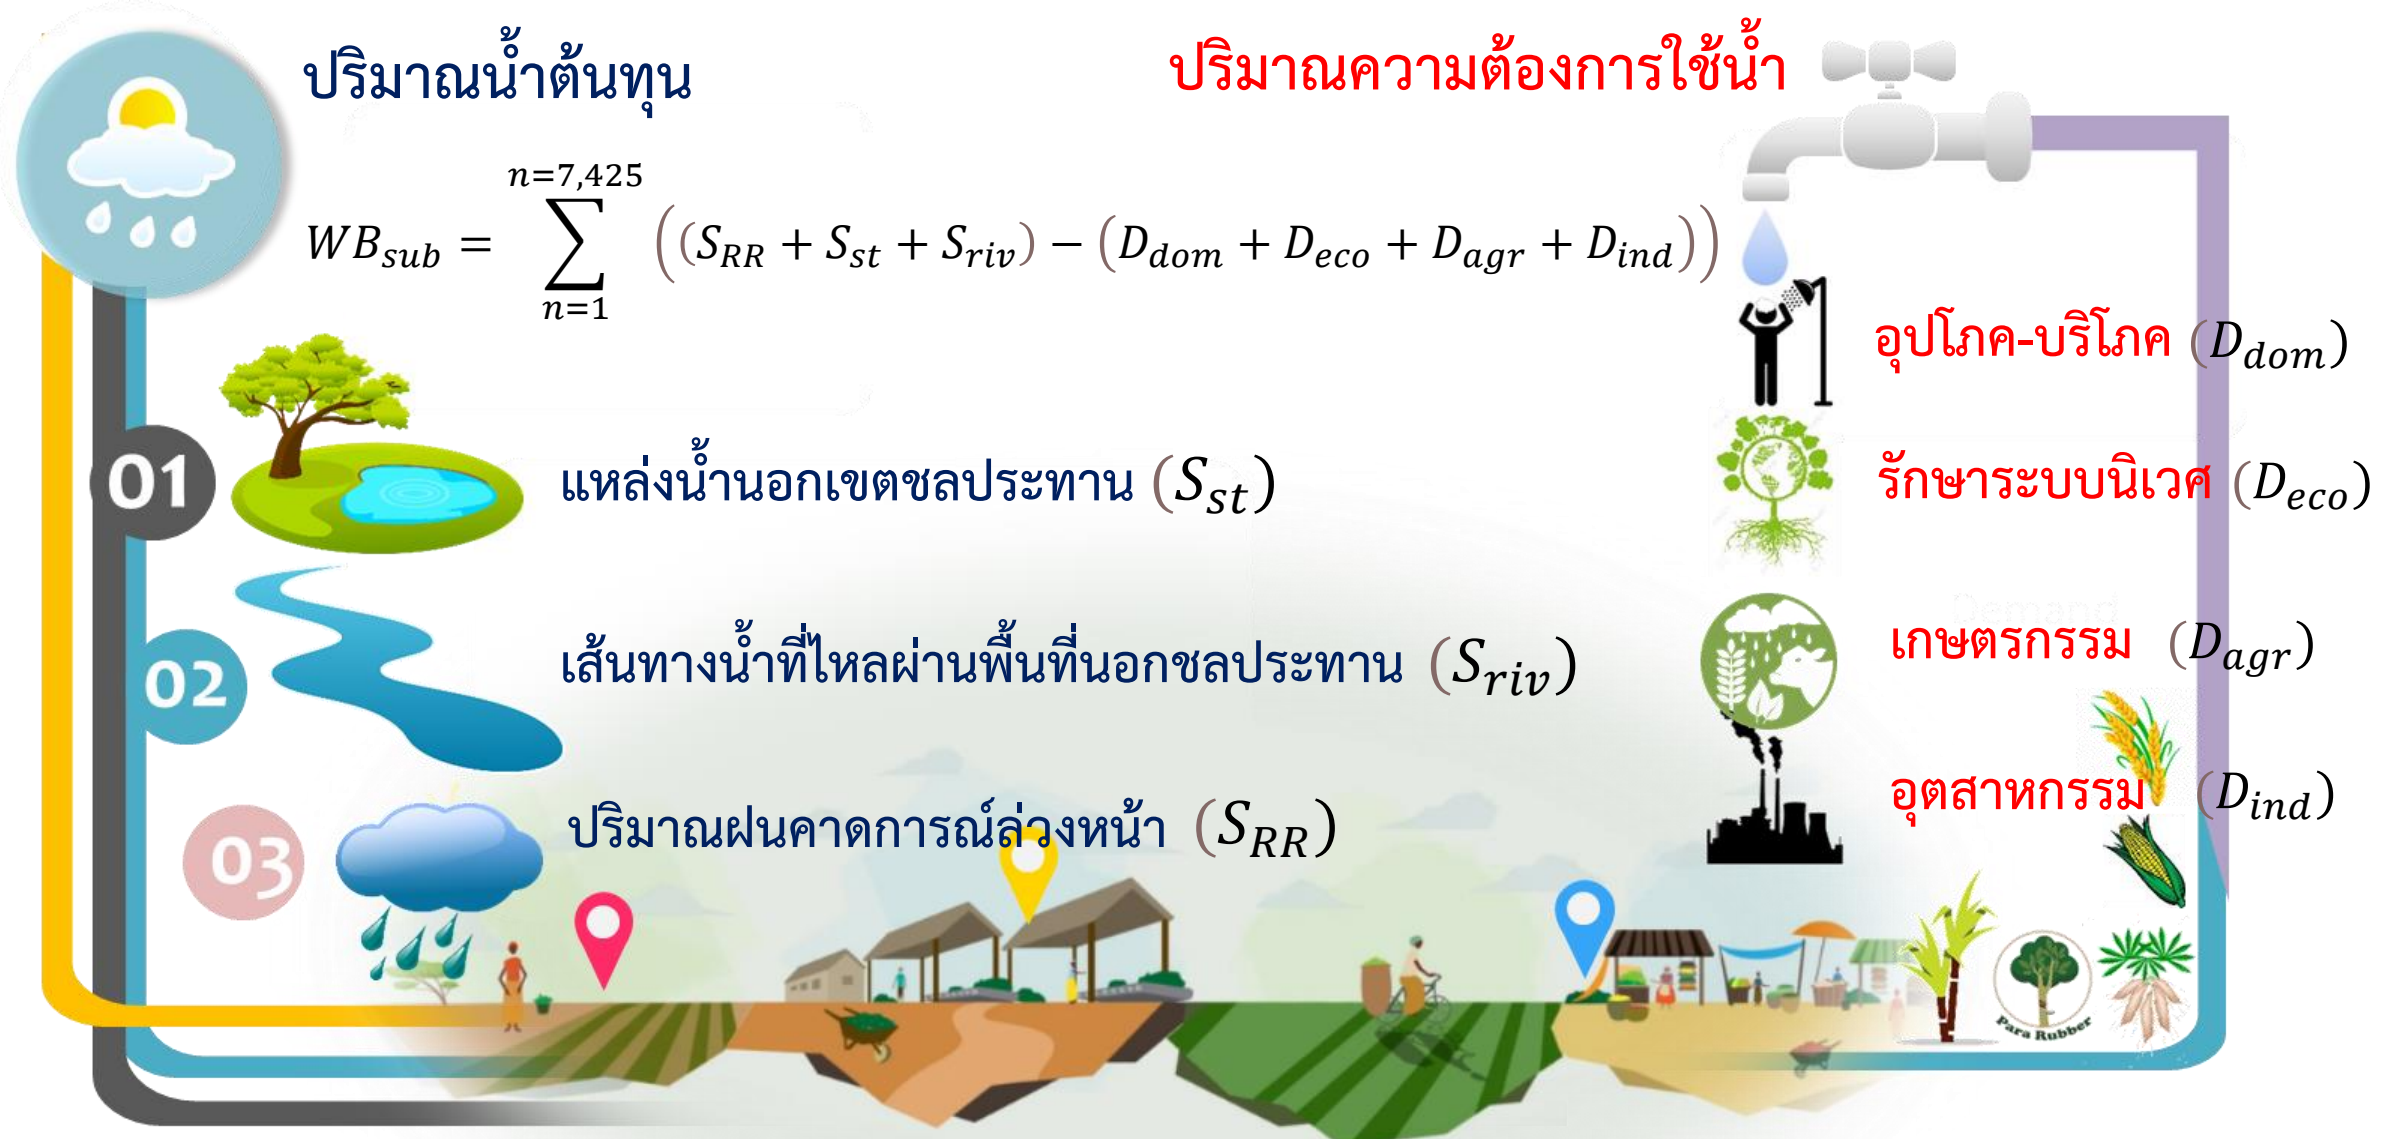 ปริมาณน้ำต้นทุน
ปริมาณความต้องการใช้น้ำ
n=7,425
WB_sub = ∑ ((S_RR + S_st + S_riv) − (D_dom + D_eco + D_agr + D_ind))
n=1
อุปโภค-บริโภค (D_dom)
01
แหล่งน้ำนอกเขตชลประทาน (S_st)
รักษาระบบนิเวศ (D_eco)
02
เส้นทางน้ำที่ไหลผ่านพื้นที่นอกชลประทาน (S_riv)
Demand
เกษตรกรรม (D_agr)
03
ปริมาณฝนคาดการณ์ล่วงหน้า (S_RR)
อุตสาหกรรม (D_ind)
Para Rubber